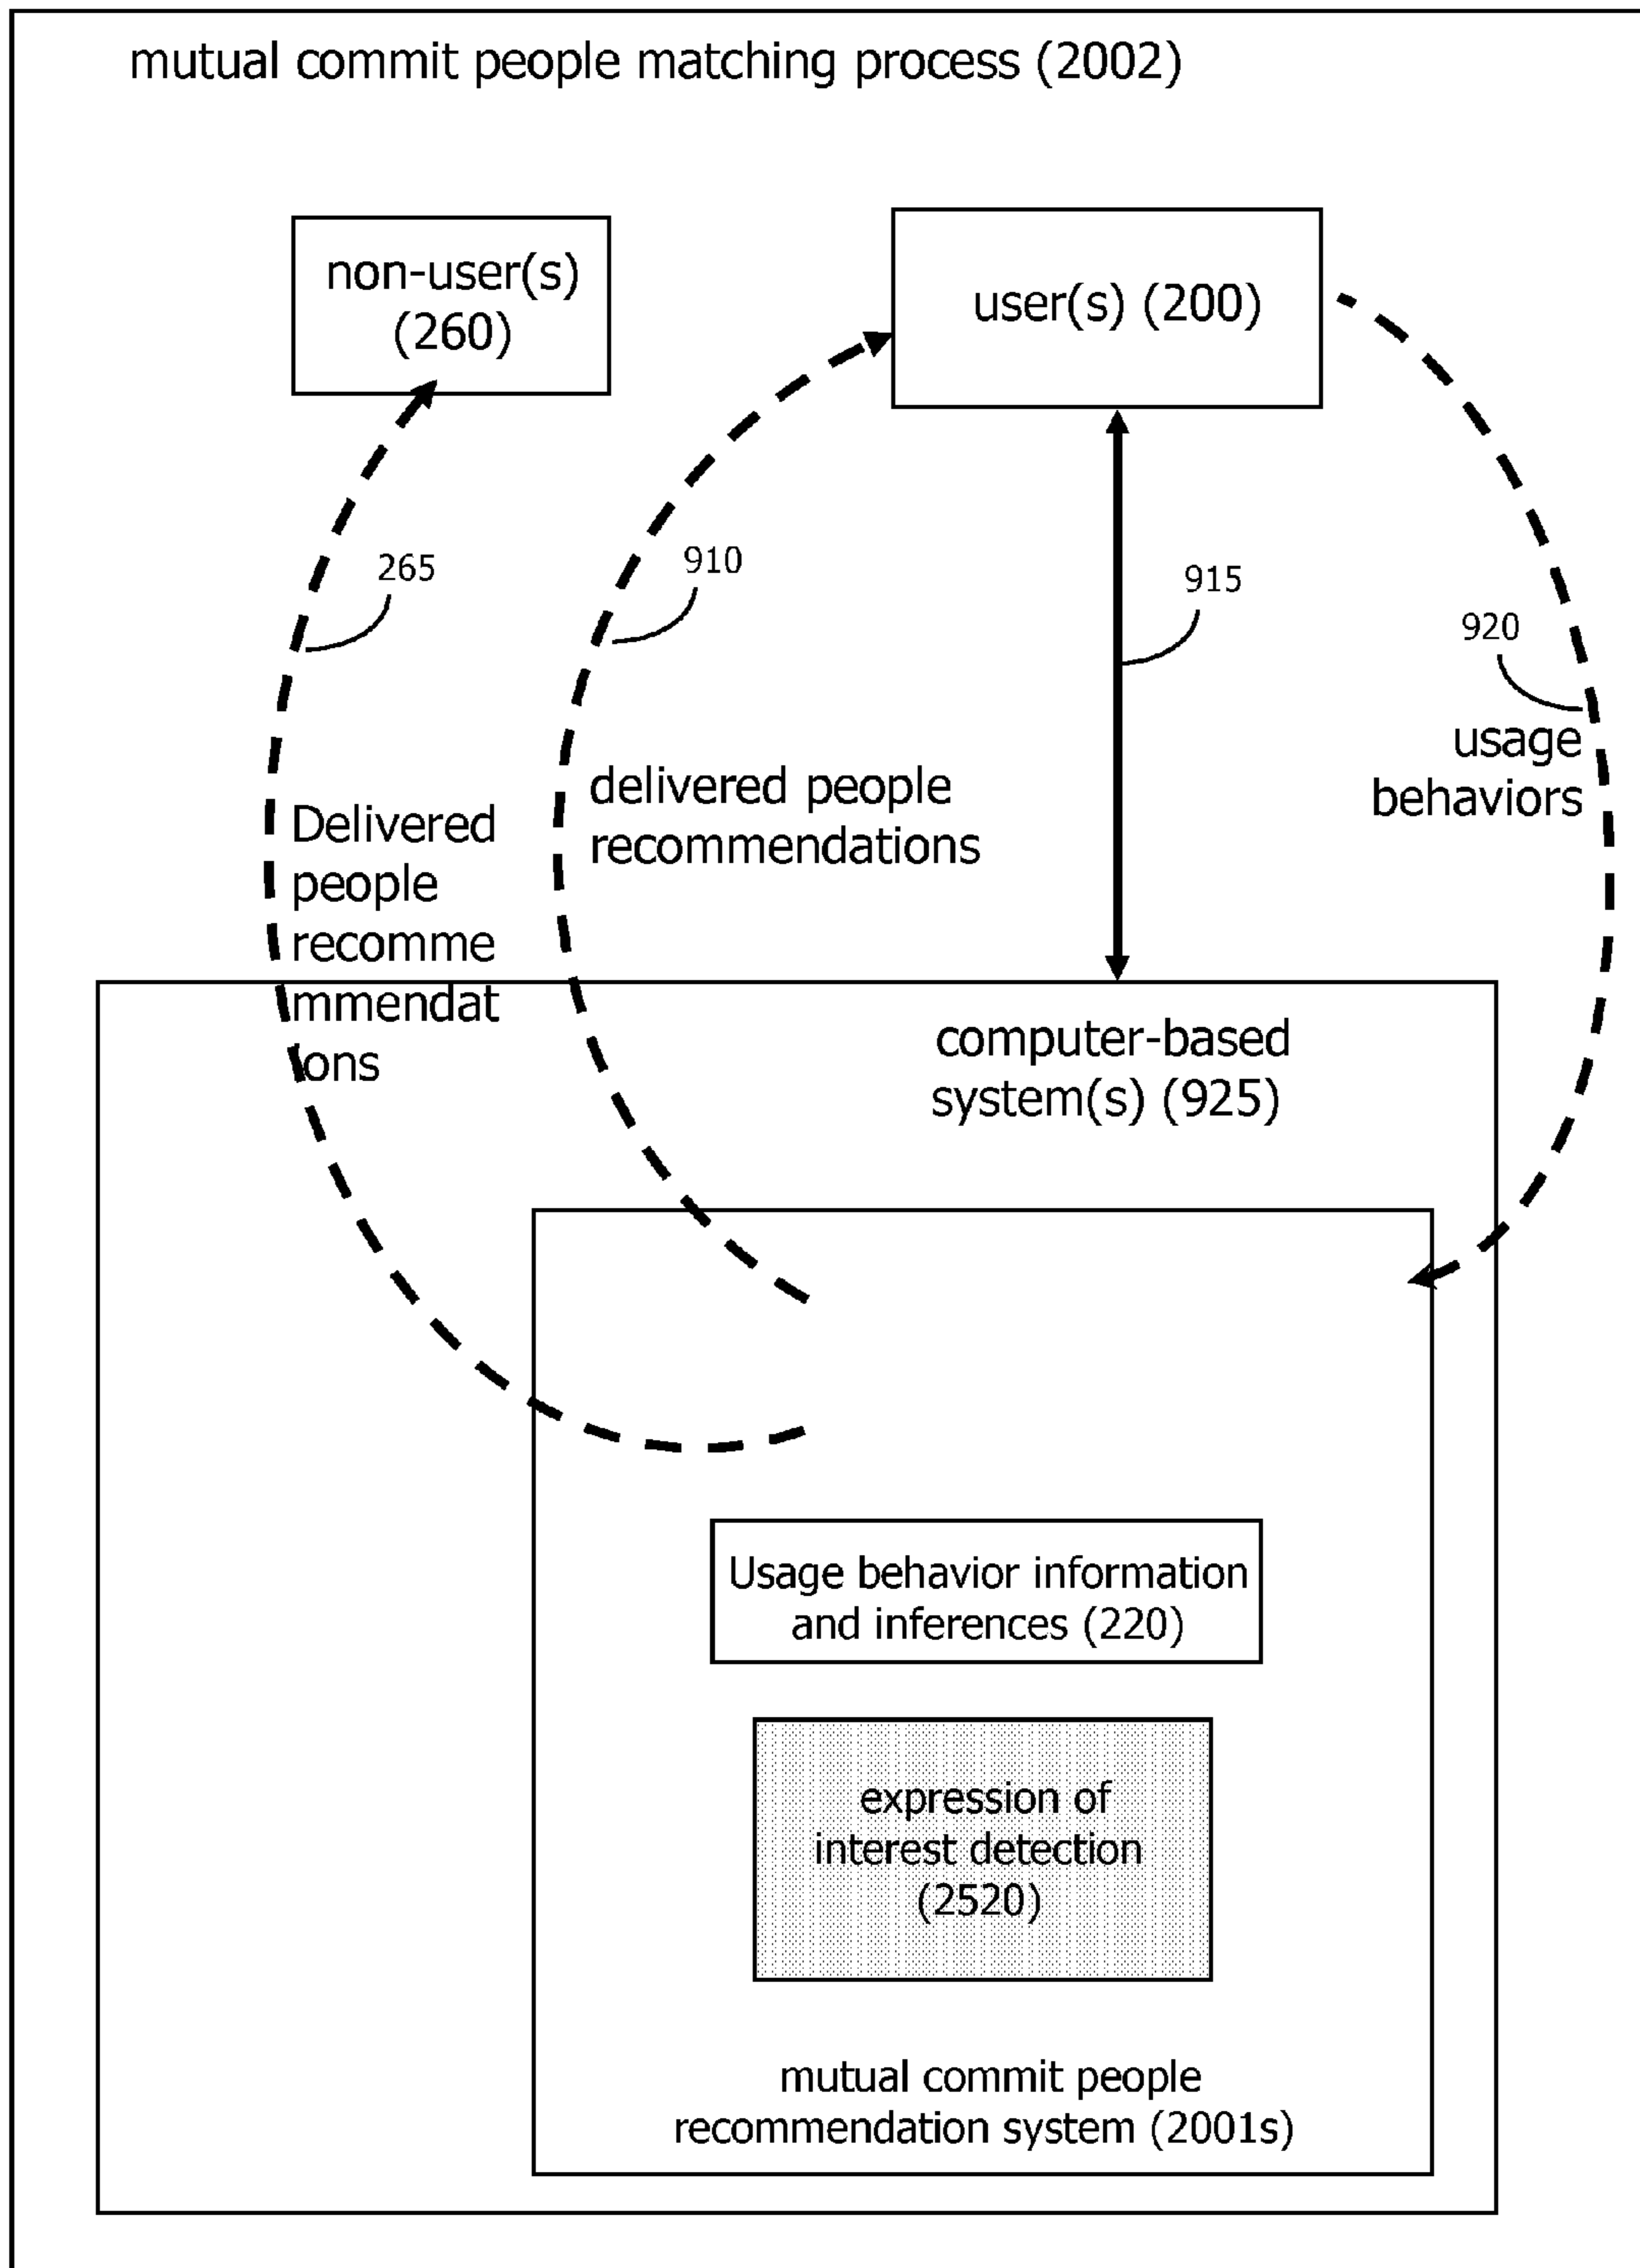 mutual commit people matching process (2002)
non-user(s)
(260)
user(s) (200)
265
910
915
920
usage
behaviors
delivered people
recommendations
Delivered
people
recomme
mmendat
ions
computer-based
system(s) (925)
Usage behavior information
and inferences (220)
expression of
interest detection
(2520)
mutual commit people
recommendation system (2001s)